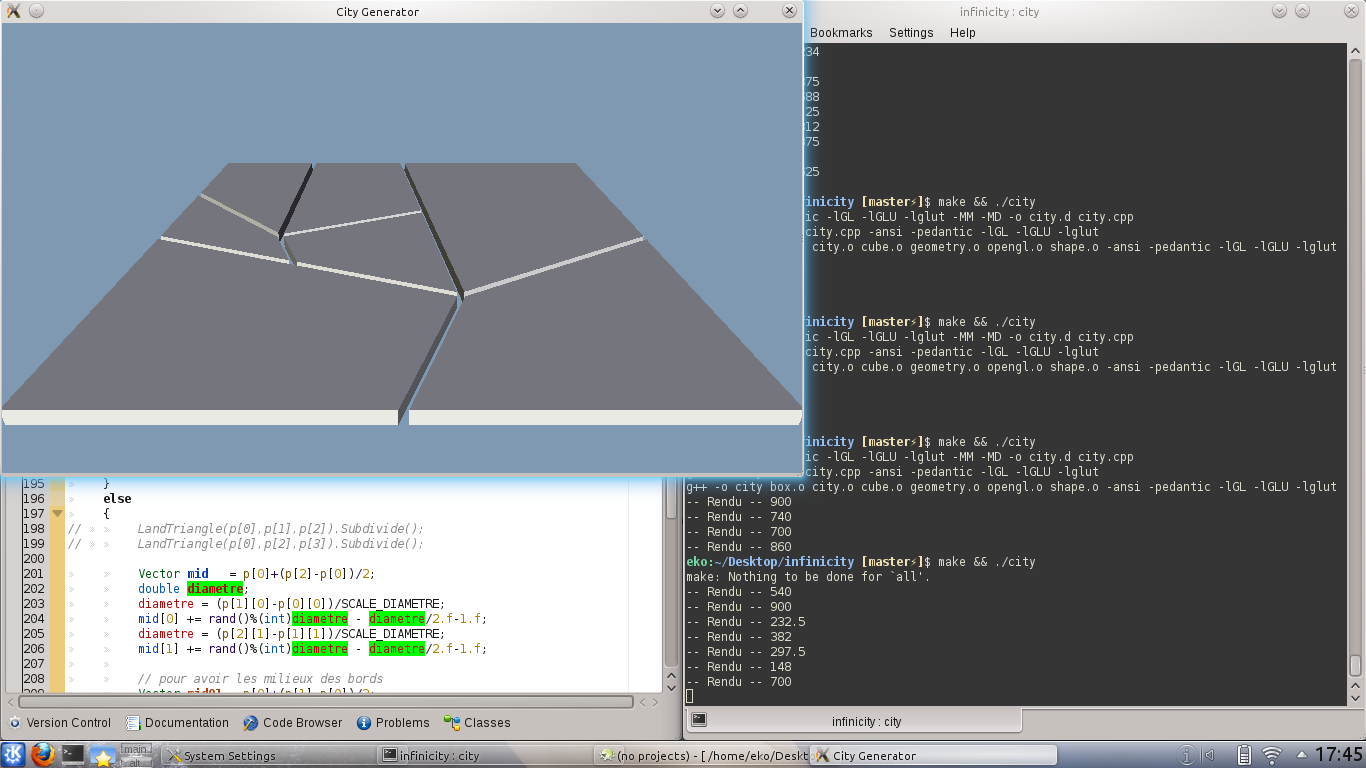 City Generator
infinicity : city
Bookmarks Settings Help
34
75
88
25
12
75
25
inicity [master⚡]$ make && ./city
ic -lGL -lGLU -lglut -MM -MD -o city.d city.cpp
city.cpp -ansi -pedantic -lGL -lGLU -lglut
city.o cube.o geometry.o opengl.o shape.o -ansi -pedantic -lGL -lGLU -lglut
inicity [master⚡]$ make && ./city
ic -lGL -lGLU -lglut -MM -MD -o city.d city.cpp
city.cpp -ansi -pedantic -lGL -lGLU -lglut
city.o cube.o geometry.o opengl.o shape.o -ansi -pedantic -lGL -lGLU -lglut
inicity [master⚡]$ make && ./city
ic -lGL -lGLU -lglut -MM -MD -o city.d city.cpp
city.cpp -ansi -pedantic -lGL -lGLU -lglut
g++ -o city box.o city.o cube.o geometry.o opengl.o shape.o -ansi -pedantic -lGL -lGLU -lglut
-- Rendu -- 900
-- Rendu -- 740
-- Rendu -- 700
-- Rendu -- 860
eko:~/Desktop/infinicity [master⚡]$ make && ./city
make: Nothing to be done for `all'.
-- Rendu -- 540
-- Rendu -- 900
-- Rendu -- 232.5
-- Rendu -- 382
-- Rendu -- 297.5
-- Rendu -- 148
-- Rendu -- 700
infinicity : city
195 }
196 else
197 {
198 // LandTriangle(p[0],p[1],p[2]).Subdivide();
199 // LandTriangle(p[0],p[2],p[3]).Subdivide();
200
201 Vector mid = p[0]+(p[2]-p[0])/2;
202 double diametre;
203 diametre = (p[1][0]-p[0][0])/SCALE_DIAMETRE;
204 mid[0] += rand()%(int)diametre - diametre/2.f-1.f;
205 diametre = (p[2][1]-p[1][1])/SCALE_DIAMETRE;
206 mid[1] += rand()%(int)diametre - diametre/2.f-1.f;
207
208 // pour avoir les milieux des bords
209 Vector mid01 = p[0]+(p[1]-p[0])/2;
Version Control Documentation Code Browser Problems Classes
main
alt
System Settings
infinicity : city
(no projects) - [ /home/eko/Deskt
City Generator
17:45